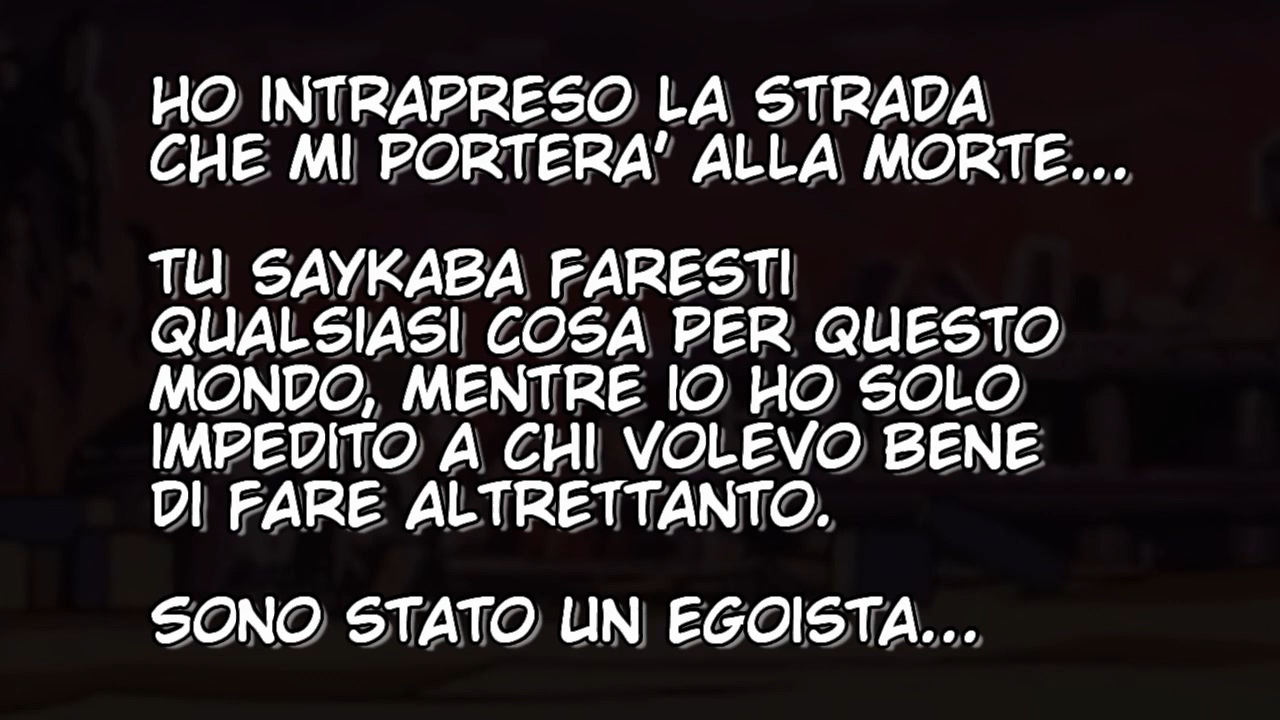 HO INTRAPRESO LA STRADA
CHE MI PORTERA' ALLA MORTE...
TU SAYKABA FARESTI
QUALSIASI COSA PER QUESTO
MONDO, MENTRE IO HO SOLO
IMPEDITO A CHI VOLEVO BENE
DI FARE ALTRETTANTO.
SONO STATO UN EGOISTA...